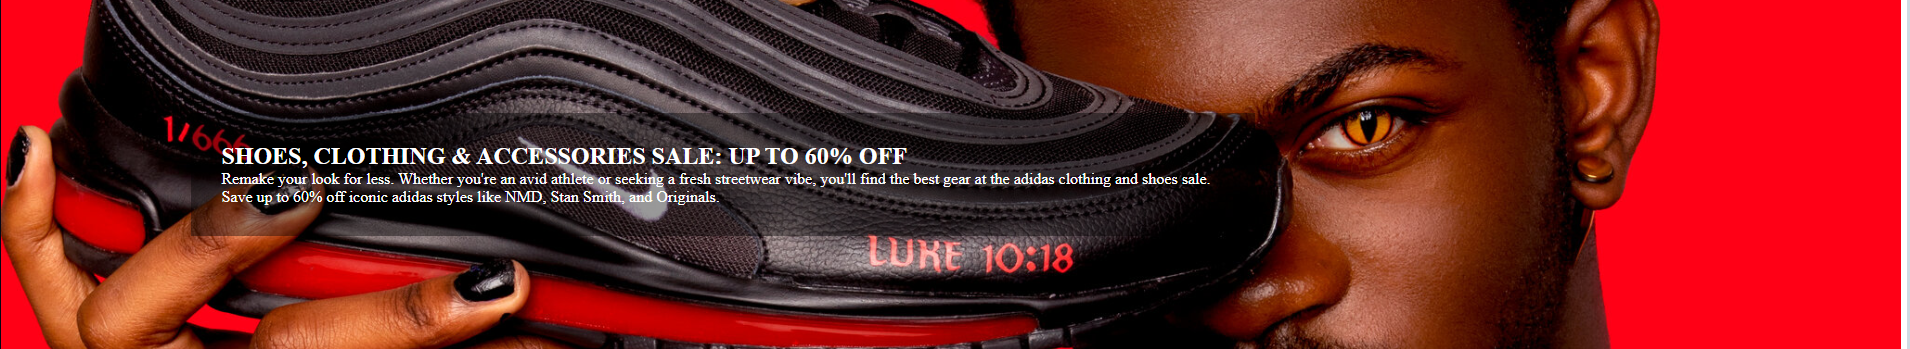 1/666
SHOES, CLOTHING & ACCESSORIES SALE: UP TO 60% OFF
Remake your look for less. Whether you're an avid athlete or seeking a fresh streetwear vibe, you'll find the best gear at the adidas clothing and shoes sale.
Save up to 60% off iconic adidas styles like NMD, Stan Smith, and Originals.
LUKE 10:18